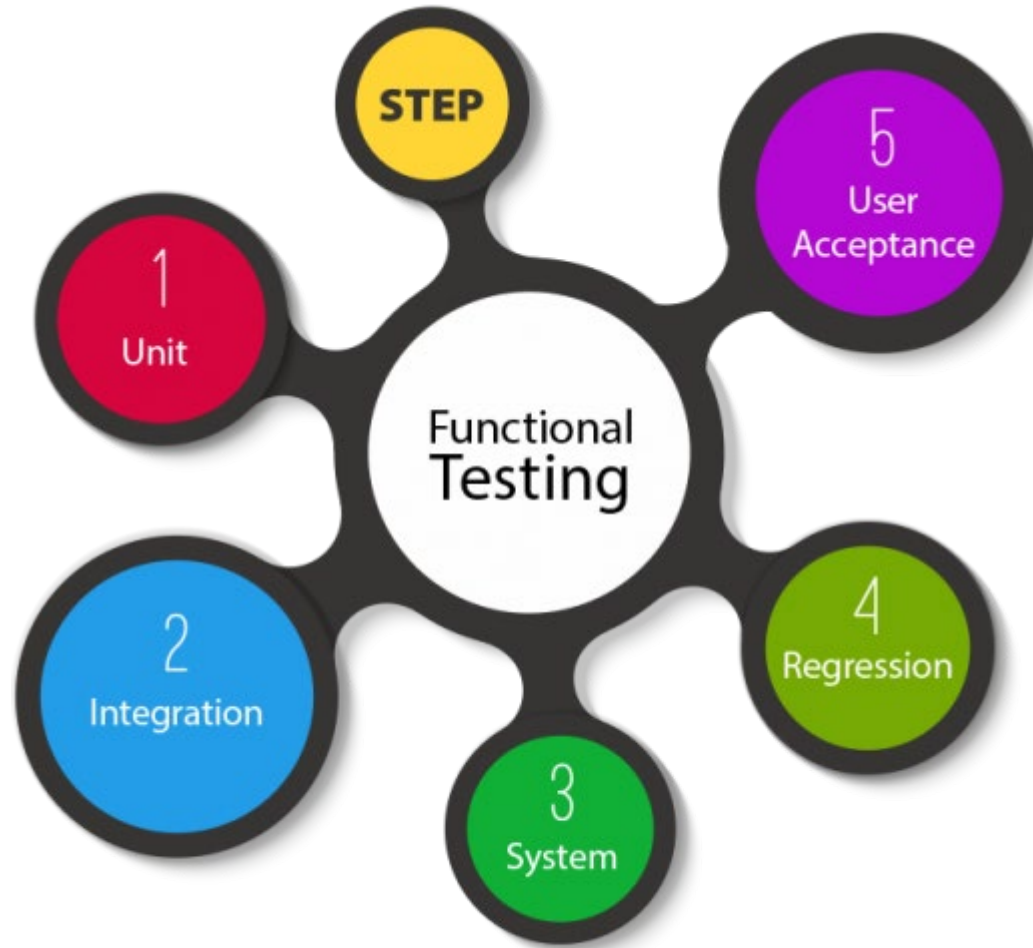 STEP
1
Unit
2
Integration
3
System
4
Regression
5
User
Acceptance
Functional
Testing